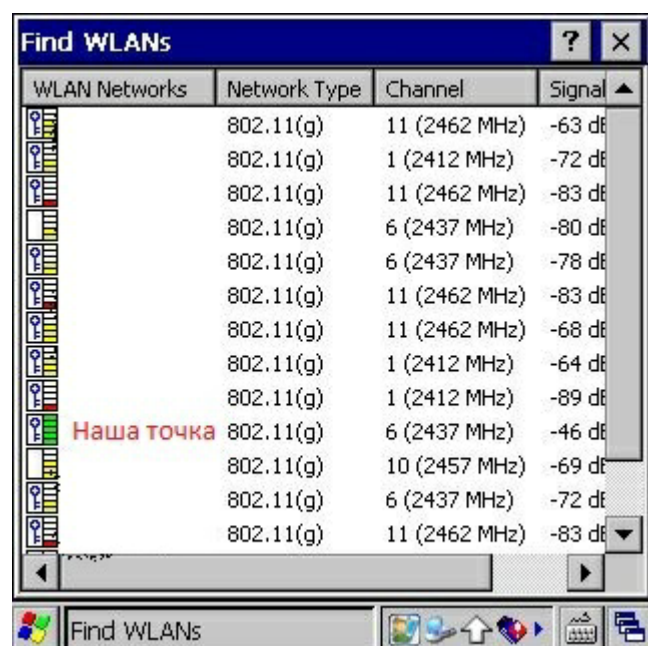 Find WLANs ? ×
WLAN Networks Network Type Channel Signal
802.11(g) 11 (2462 MHz) -63 dB
802.11(g) 1 (2412 MHz) -72 dB
802.11(g) 11 (2462 MHz) -83 dB
802.11(g) 6 (2437 MHz) -80 dB
802.11(g) 6 (2437 MHz) -78 dB
802.11(g) 11 (2462 MHz) -83 dB
802.11(g) 11 (2462 MHz) -68 dB
802.11(g) 1 (2412 MHz) -64 dB
802.11(g) 1 (2412 MHz) -89 dB
Наша точка 802.11(g) 6 (2437 MHz) -46 dB
802.11(g) 10 (2457 MHz) -69 dB
802.11(g) 6 (2437 MHz) -72 dB
802.11(g) 11 (2462 MHz) -83 dB
Find WLANs